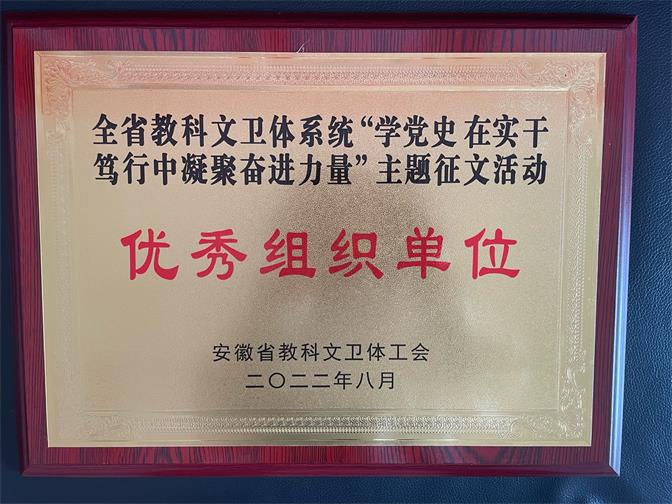 全省教科文卫体系统“学党史在实干
笃行中凝聚奋进力量”主题征文活动
优秀组织单位
安徽省教科文卫体工会
二〇二二年八月